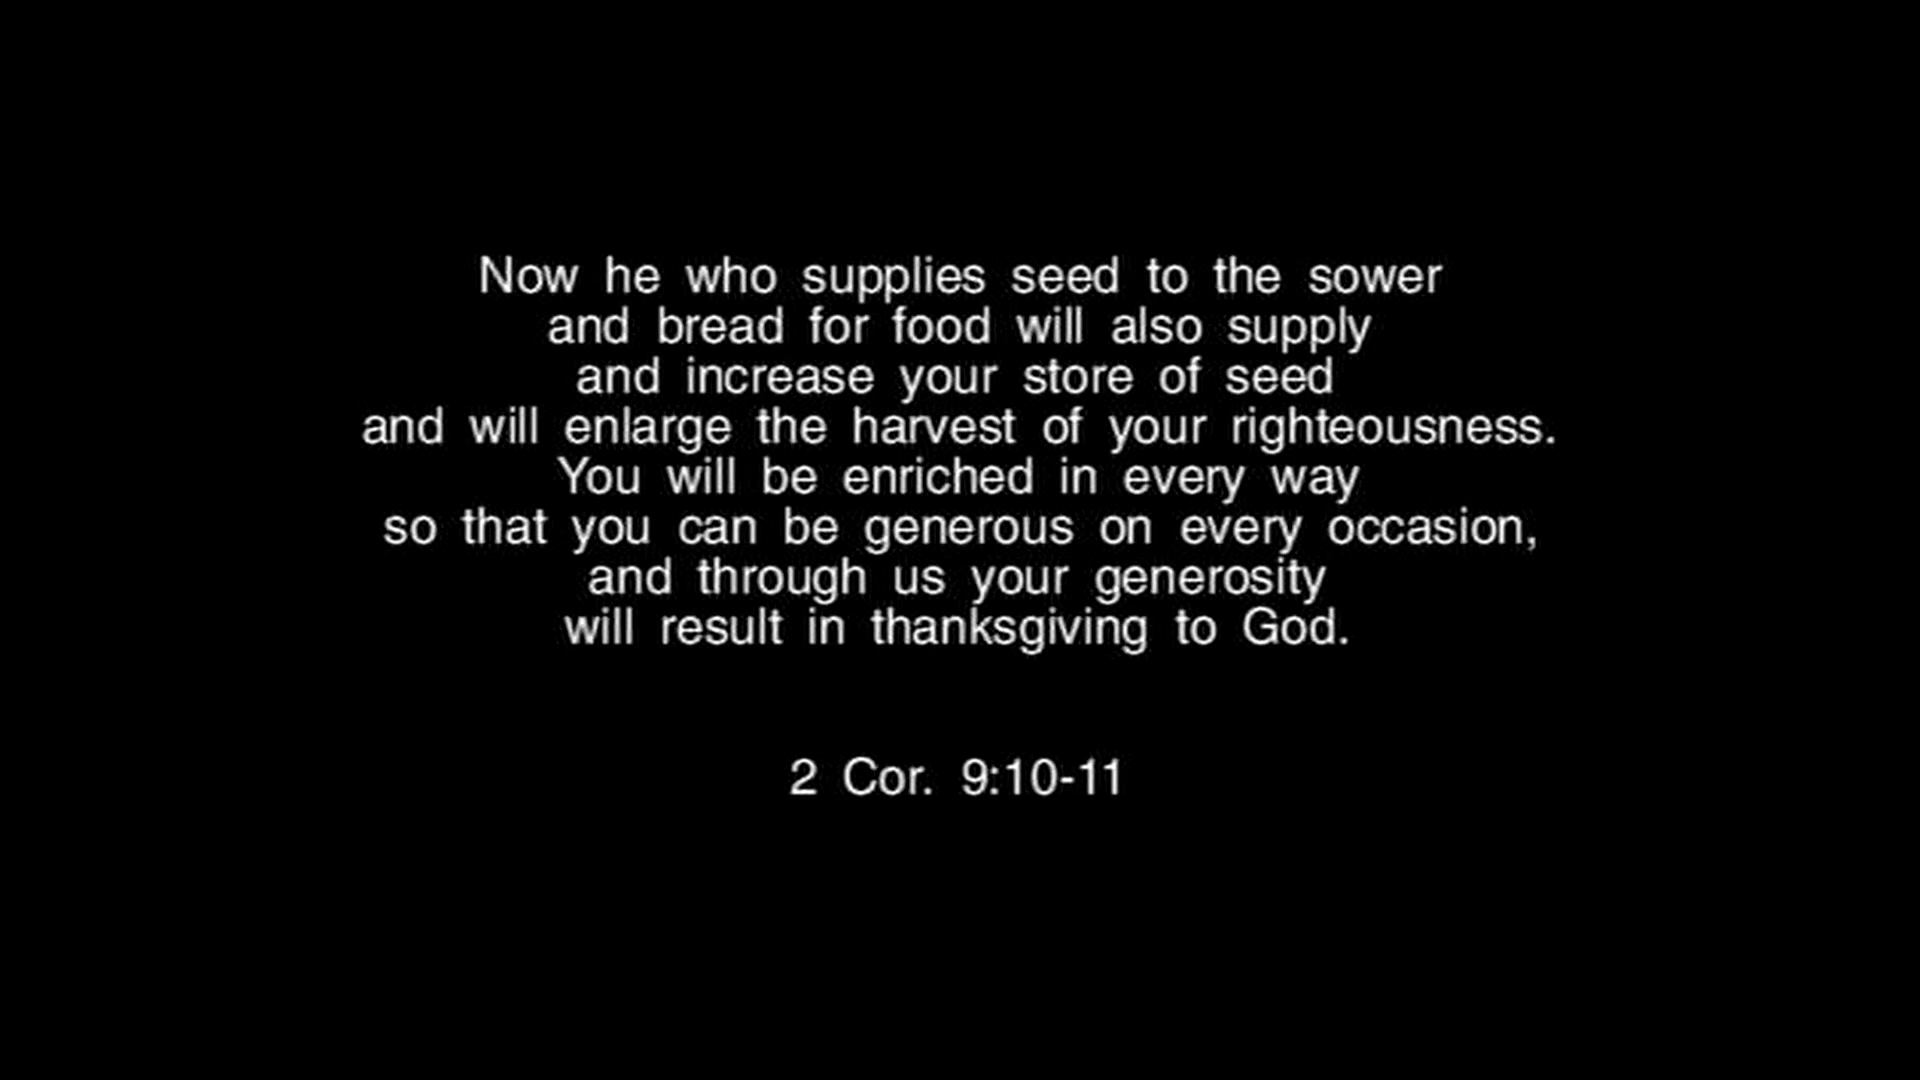 Now he who supplies seed to the sower
and bread for food will also supply
and increase your store of seed
and will enlarge the harvest of your righteousness.
You will be enriched in every way
so that you can be generous on every occasion,
and through us your generosity
will result in thanksgiving to God.
2 Cor. 9:10-11